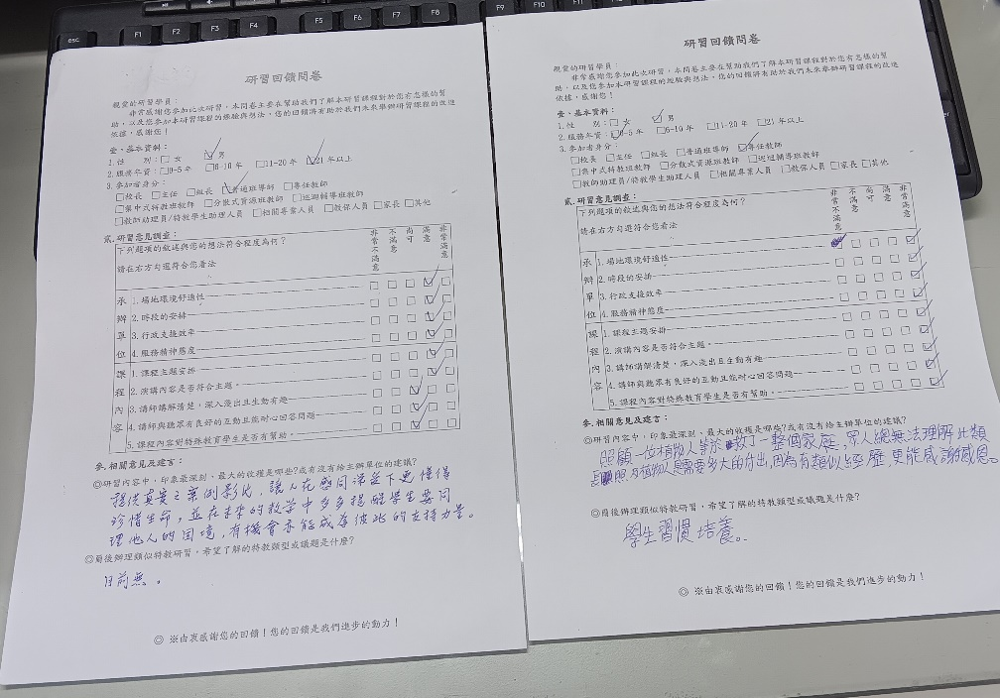 esc
F1
F2
F3
F4
F5
F6
F7
F8
F9
F10
研習回饋問卷
親愛的研習學員：
非常感謝您參加此次研習，本問卷主要在幫助我們了解本研習課程對於您有怎樣的幫
助，以及您參加本研習課程的經驗與想法，您的回饋將有助於我們未來舉辦研習課程的改進
依據，感謝您！
壹、基本資料：
1.性　　別：□女　☑男
2.服務年資：□0-5年　□6-10年　□11-20年　☑21年以上
3.參加者身分：
□校長　□主任　□組長　☑普通班導師　□專任教師
□集中式特教班教師　□分散式資源班教師　□巡迴輔導班教師
□教師助理員/特教學生助理人員　□相關專業人員　□教保人員　□家長　□其他
貳、研習意見調查：
下列題項的敘述與您的想法符合程度為何？
請在右方勾選符合您看法
非常不滿意　不滿意　尚可　滿意　非常滿意
承辦單位
1.場地環境舒適性
2.時段的安排
3.行政支援效率
4.服務精神態度
課程內容
1.課程主題安排
2.演講內容是否符合主題。
3.講師講解清楚，深入淺出且生動有趣
4.講師與聽眾有良好的互動且能耐心回答問題
5.課程內容對特殊教育學生是否有幫助。
參、相關意見及建言：
◎研習內容中，印象最深刻、最大的收穫是哪些?或有沒有給主辦單位的建議?
提供真實之案例影片，讓人在感同深受下更懂得
珍惜生命，並在未來的教學中多多提醒學生要同
理他人的困境，有機會亦能成為彼此的支持力量。
◎爾後辦理類似特教研習，希望了解的特教類型或議題是什麼?
目前無。
◎ ※由衷感謝您的回饋！您的回饋是我們進步的動力！
研習回饋問卷
親愛的研習學員：
非常感謝您參加此次研習，本問卷主要在幫助我們了解本研習課程對於您有怎樣的幫
助，以及您參加本研習課程的經驗與想法，您的回饋將有助於我們未來舉辦研習課程的改進
依據，感謝您！
壹、基本資料：
1.性　　別：□女　☑男
2.服務年資：☑0-5年　□6-10年　□11-20年　□21年以上
3.參加者身分：
□校長　□主任　□組長　□普通班導師　☑專任教師
□集中式特教班教師　□分散式資源班教師　□巡迴輔導班教師
□教師助理員/特教學生助理人員　□相關專業人員　□教保人員　□家長　□其他
貳、研習意見調查：
下列題項的敘述與您的想法符合程度為何？
請在右方勾選符合您看法
非常不滿意　不滿意　尚可　滿意　非常滿意
承辦單位
1.場地環境舒適性
2.時段的安排
3.行政支援效率
4.服務精神態度
課程內容
1.課程主題安排
2.演講內容是否符合主題。
3.講師講解清楚，深入淺出且生動有趣
4.講師與聽眾有良好的互動且能耐心回答問題
5.課程內容對特殊教育學生是否有幫助。
參、相關意見及建言：
◎研習內容中，印象最深刻、最大的收穫是哪些?或有沒有給主辦單位的建議?
照顧一位植物人等於救了一整個家庭，眾人總無法理解此類
照及植物人是需要多大的付出，因為有類似經歷，更能感謝感恩。
◎爾後辦理類似特教研習，希望了解的特教類型或議題是什麼?
學生習慣培養。
◎ ※由衷感謝您的回饋！您的回饋是我們進步的動力！